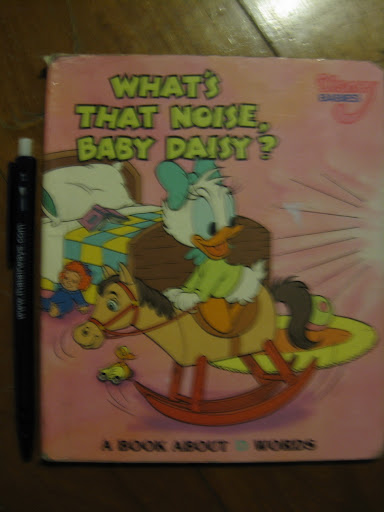 WHAT'S
THAT NOISE,
BABY DAISY?
BABIES
A BOOK ABOUT WORDS